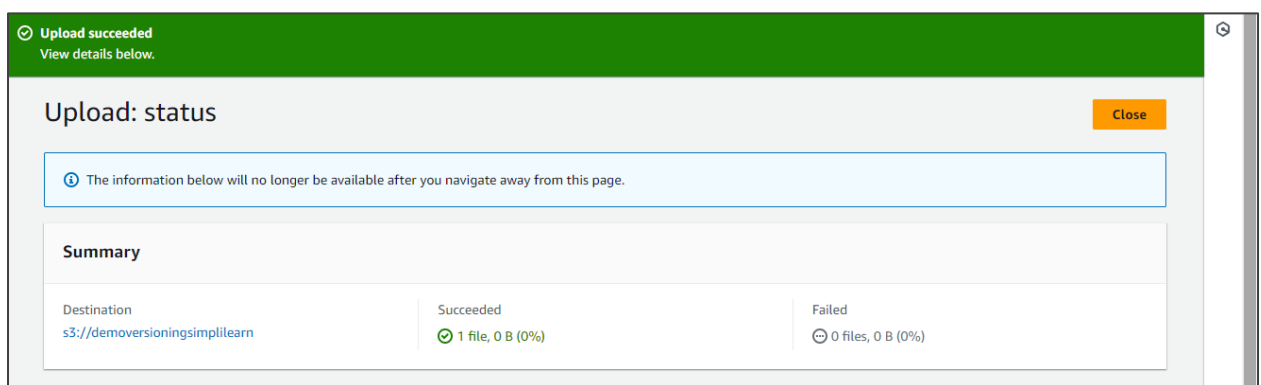 Upload succeeded
View details below.
Upload: status
Close
The information below will no longer be available after you navigate away from this page.
Summary
Destination
s3://demoversioningsimplilearn
Succeeded
1 file, 0 B (0%)
Failed
0 files, 0 B (0%)